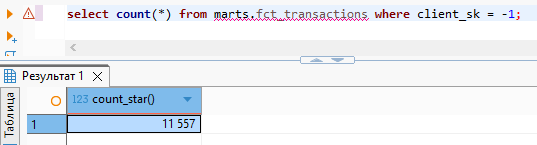 select count(*) from marts.fct_transactions where client_sk = -1;
Результат 1
Таблица
123 count_star()
1
11 557